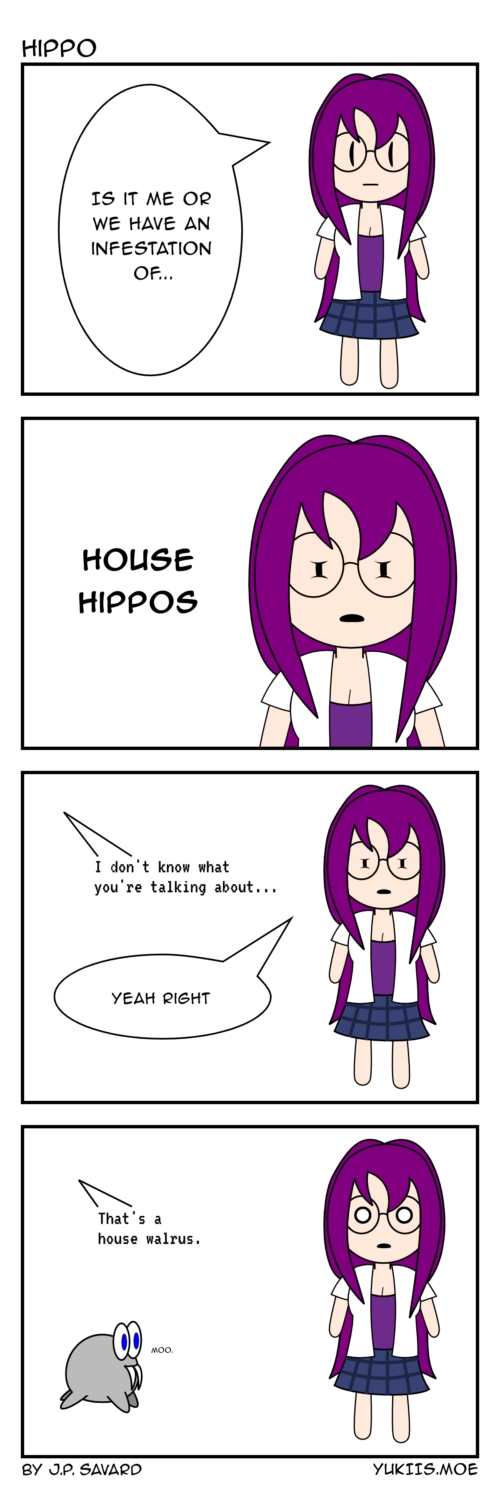 HIPPO
IS IT ME OR
WE HAVE AN
INFESTATION
OF...
HOUSE
HIPPOS
I don't know what
you're talking about...
YEAH RIGHT
That's a
house walrus.
MOO.
BY J.P. SAVARD
YUKIIS.MOE